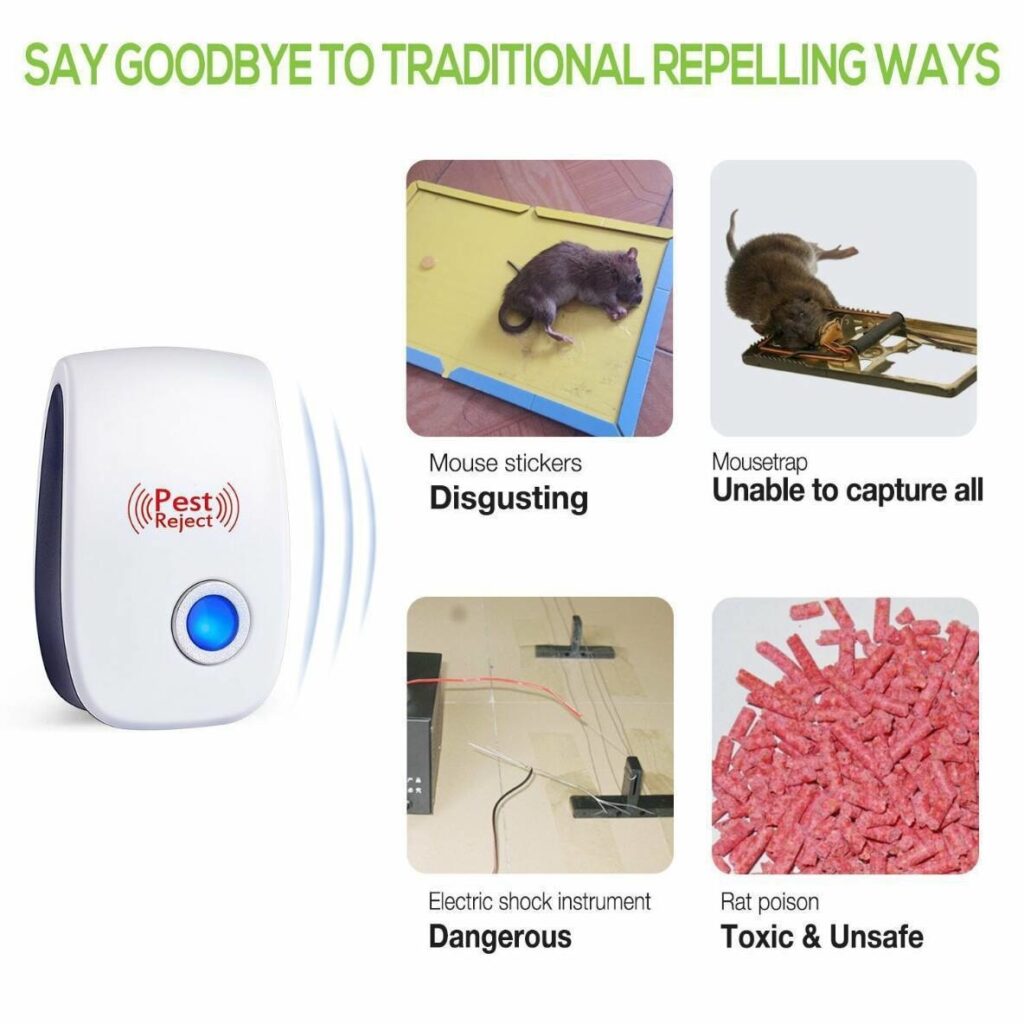 SAY GOODBYE TO TRADITIONAL REPELLING WAYS
Pest
Reject
Mouse stickers
Disgusting
Mousetrap
Unable to capture all
Electric shock instrument
Dangerous
Rat poison
Toxic & Unsafe